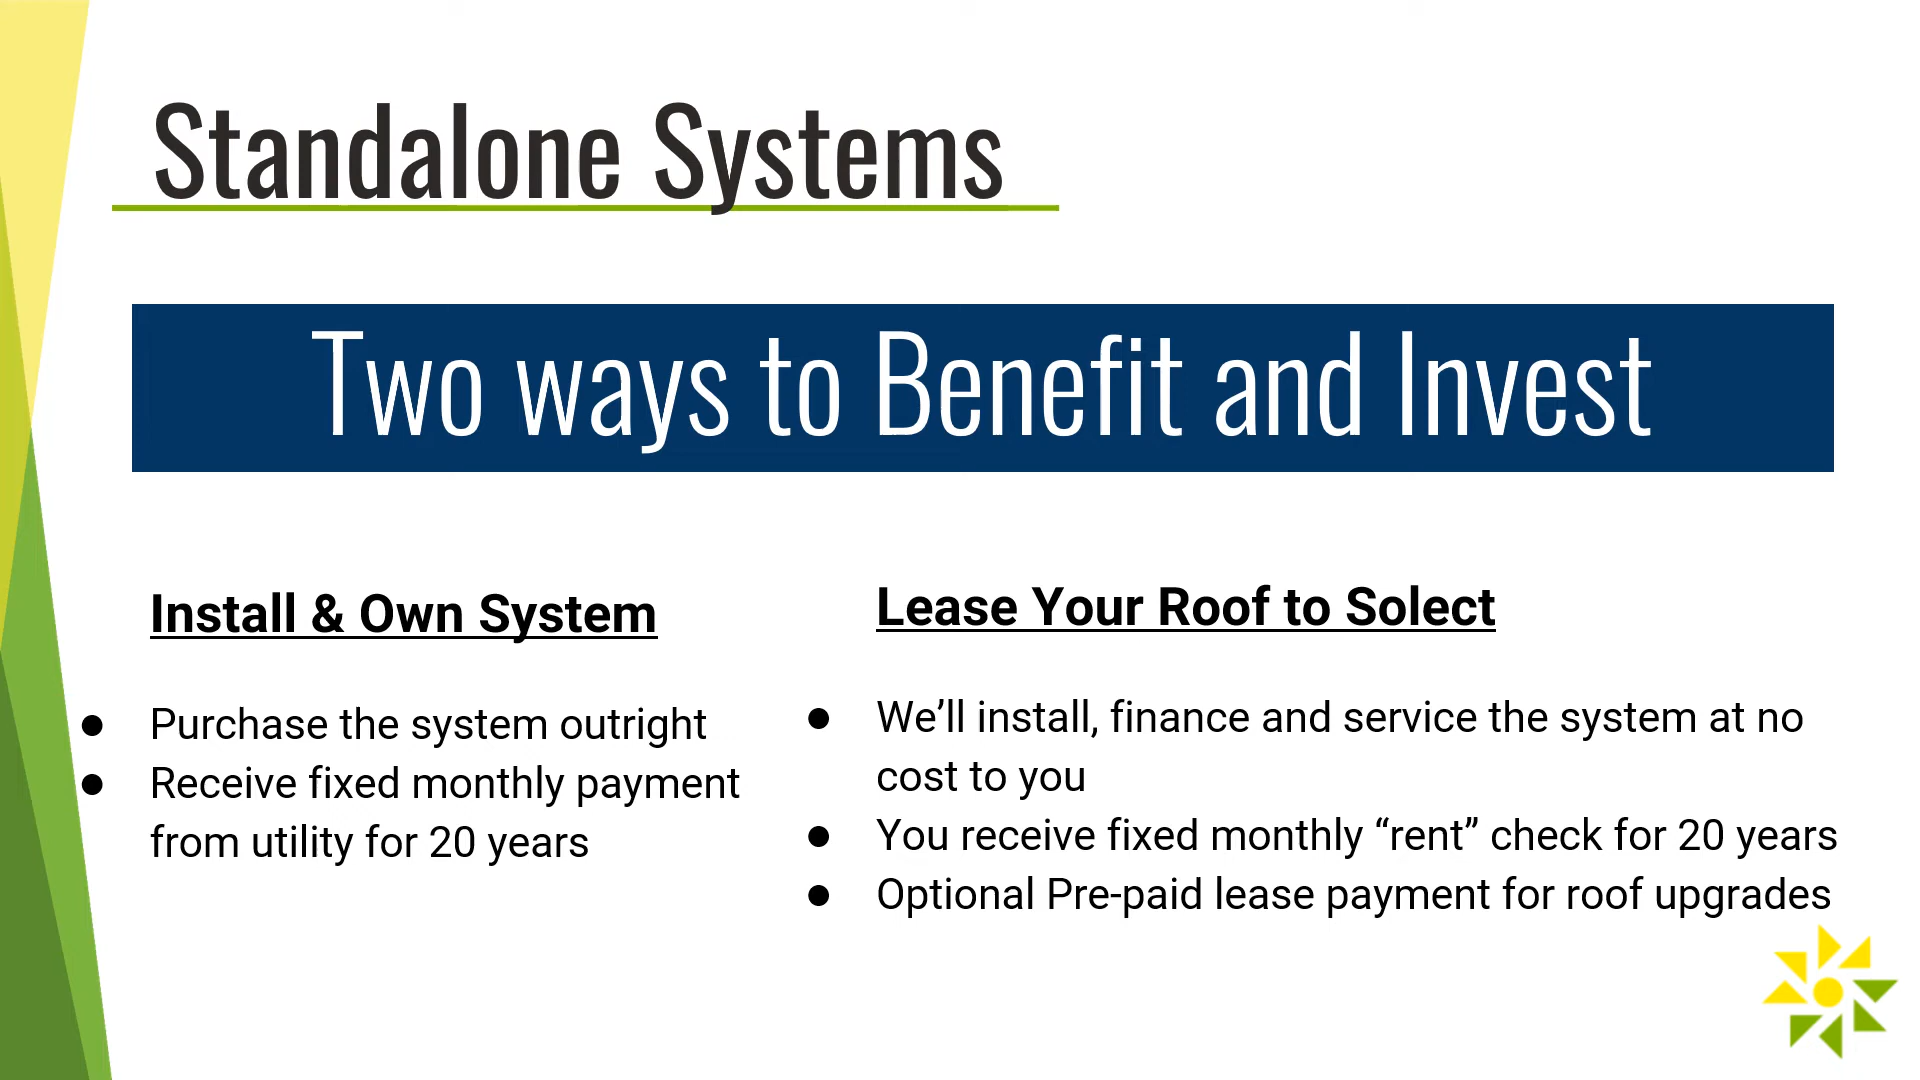 Standalone Systems
Two ways to Benefit and Invest
Install & Own System
● Purchase the system outright
● Receive fixed monthly payment
from utility for 20 years
Lease Your Roof to Solect
● We’ll install, finance and service the system at no
cost to you
● You receive fixed monthly “rent” check for 20 years
● Optional Pre-paid lease payment for roof upgrades